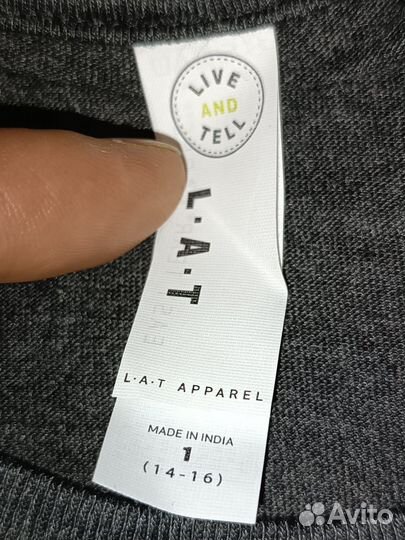 LIVE
AND
TELL
L·A·T
L·A·T APPAREL
MADE IN INDIA
1
(14-16)
Avito